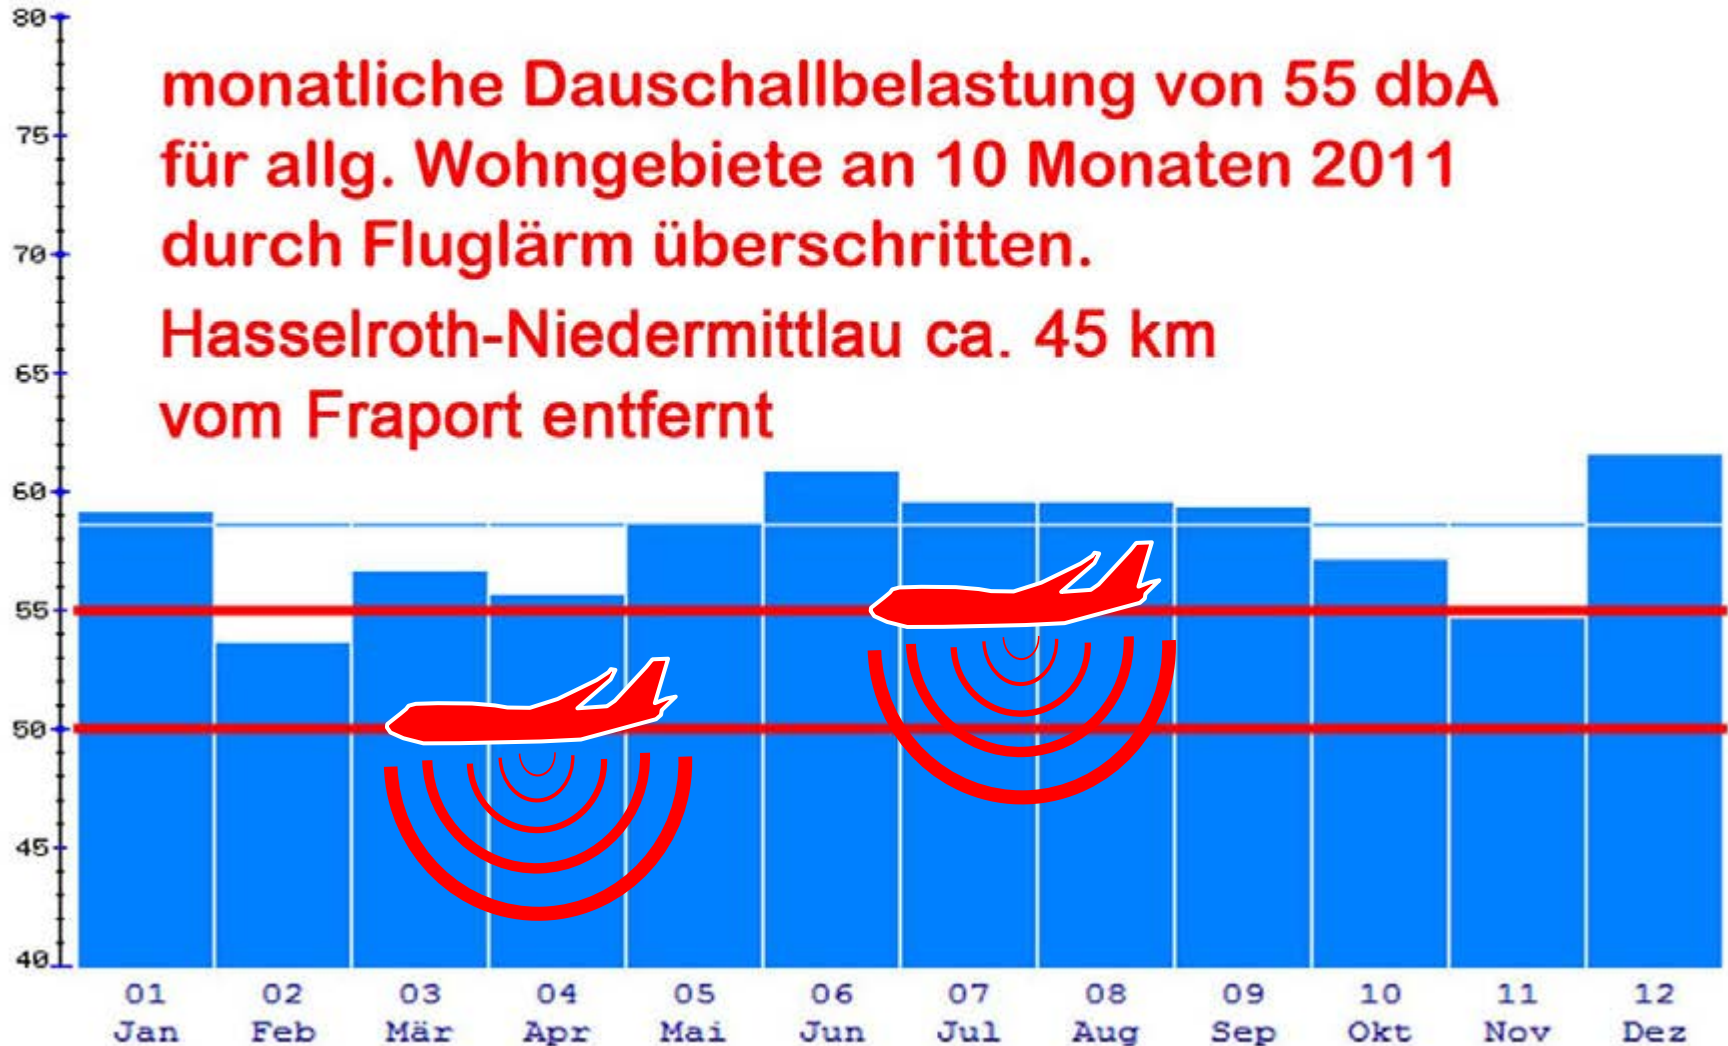 80
monatliche Dauschallbelastung von 55 dbA
75
für allg. Wohngebiete an 10 Monaten 2011
70
durch Fluglärm überschritten.
Hasselroth-Niedermittlau ca. 45 km
65
vom Fraport entfernt
60
55
50
45
40
01 02 03 04 05 06 07 08 09 10 11 12
Jan Feb Mär Apr Mai Jun Jul Aug Sep Okt Nov Dez